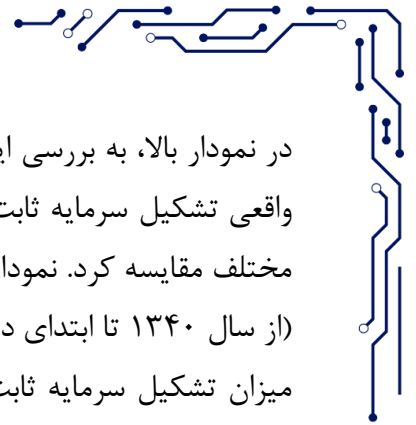 در نمودار بالا، به بررسی
واقعی تشکیل سرمایه ثابت
مختلف مقایسه کرد. نمودار
(از سال ۱۳۴۰ تا ابتدای
میزان تشکیل سرمایه ثابت